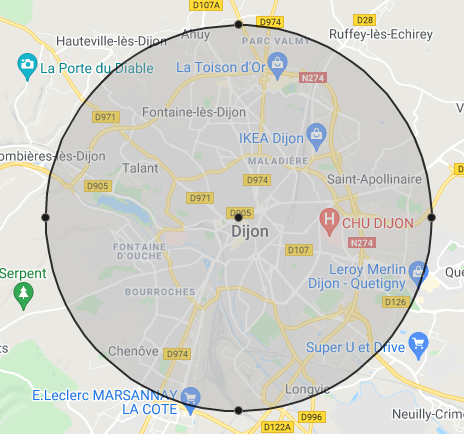 D107A
D974
D28
Ahuy
Hauteville-lès-Dijon
PARC VALMY
Ruffey-lès-Echirey
La Porte du Diable
La Toison d'Or
N274
Fontaine-lès-Dijon
D971
IKEA Dijon
ombières-lès-Dijon
MALADIÈRE
Talant
D974
Saint-Apollinaire
D905
D971
D905
CHU DIJON
Dijon
N274
FONTAINE
D'OUCHE
D107
Serpent
Leroy Merlin
Dijon - Quetigny
Qu
BOURROCHES
D126
Super U et Drive
Chenôve
D974
E.Leclerc MARSANNAY
LA COTE
Longvic
D996
Neuilly-Crim
D122A